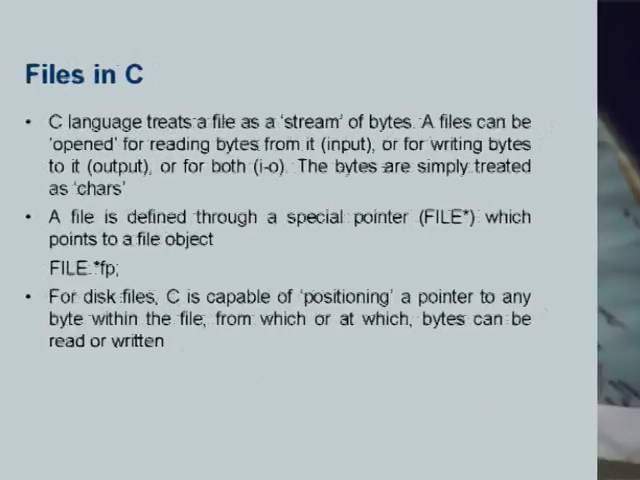 Files in C
• C language treats a file as a 'stream' of bytes. A files can be
'opened' for reading bytes from it (input), or for writing bytes
to it (output), or for both (i-o). The bytes are simply treated
as 'chars'
• A file is defined through a special pointer (FILE*) which
points to a file object
FILE *fp;
• For disk files, C is capable of 'positioning' a pointer to any
byte within the file, from which or at which, bytes can be
read or written